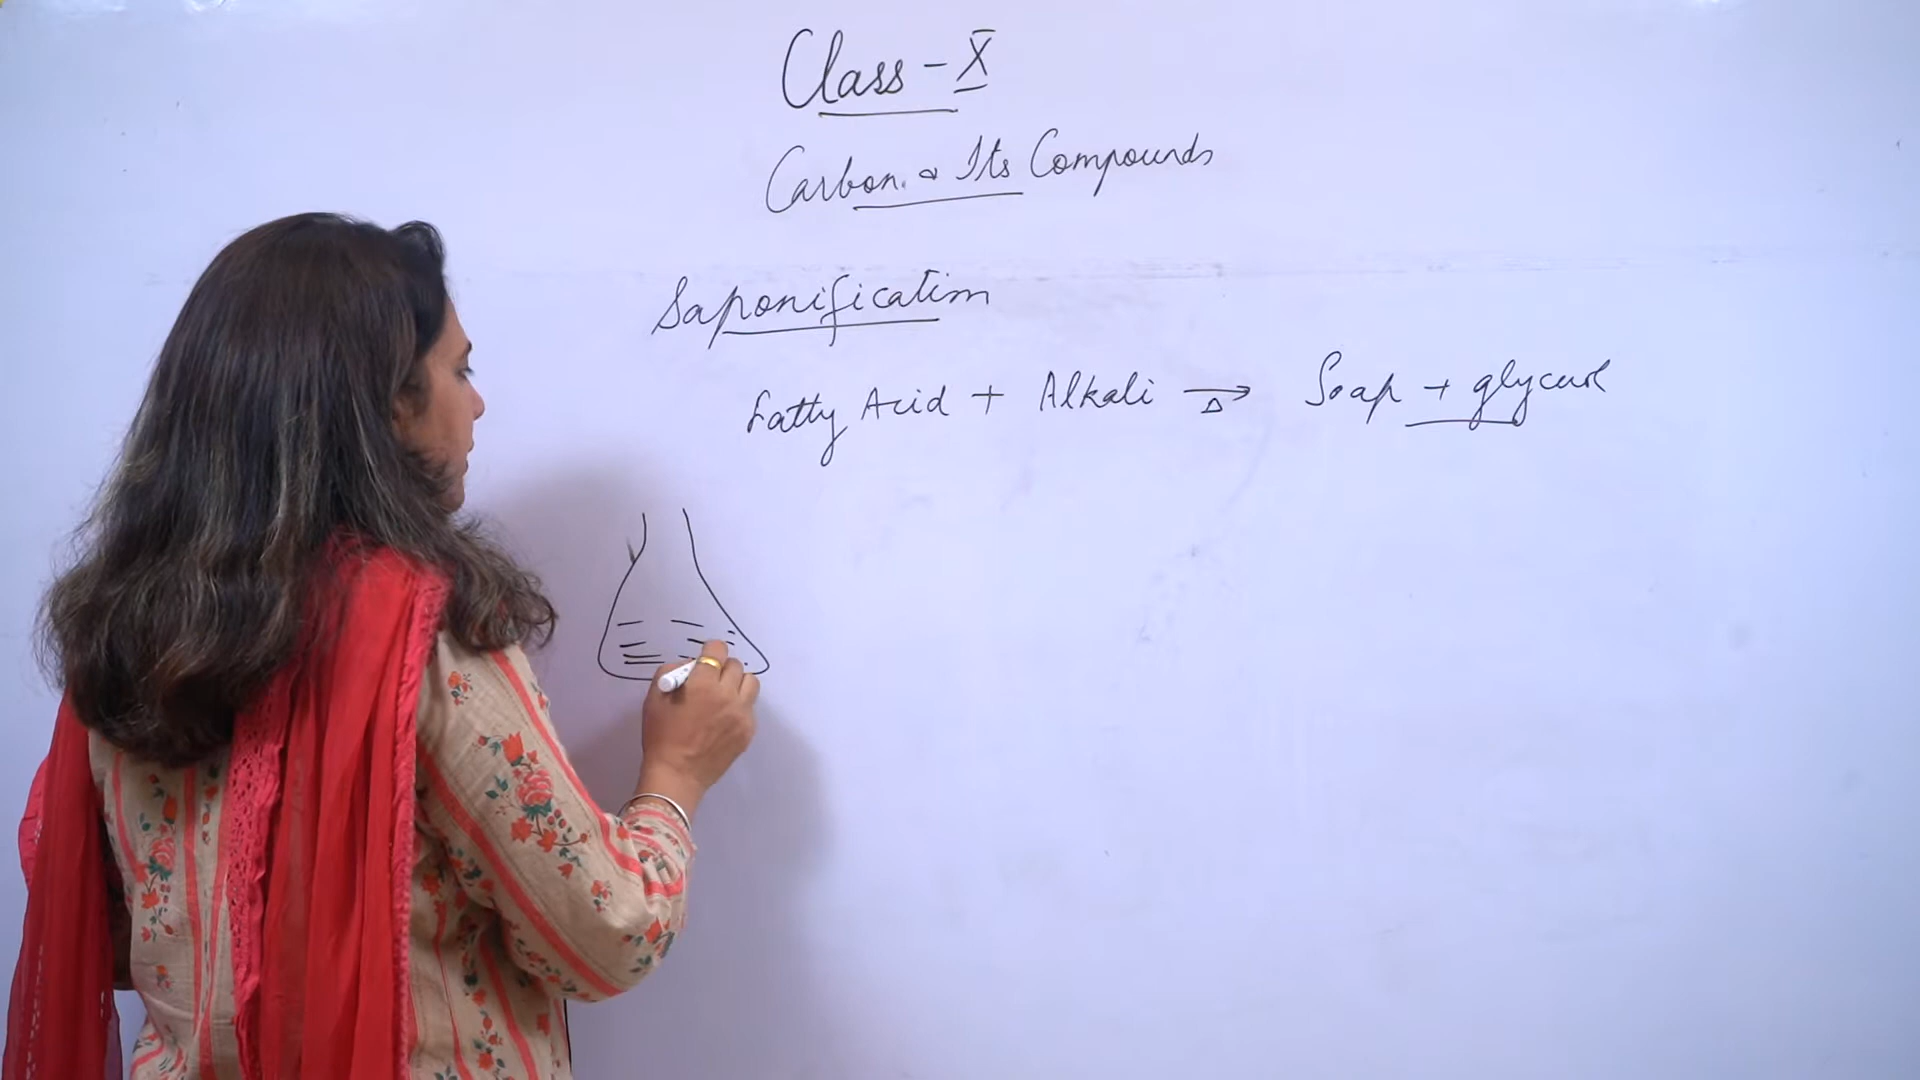 Class - X
Carbon & Its Compounds
Saponification
Fatty Acid + Alkali →Δ Soap + glycerol